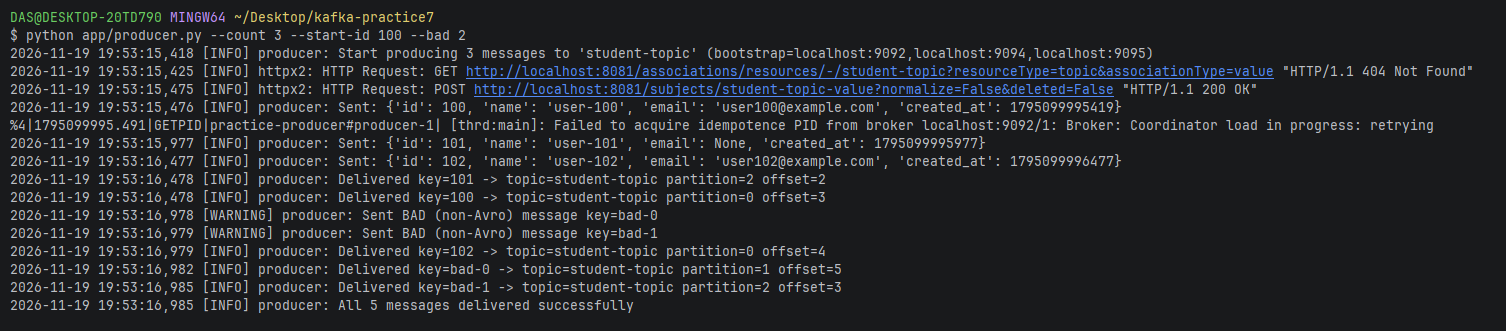 DAS@DESKTOP-20TD790 MINGW64 ~/Desktop/kafka-practice7
$ python app/producer.py --count 3 --start-id 100 --bad 2
2026-11-19 19:53:15,418 [INFO] producer: Start producing 3 messages to 'student-topic' (bootstrap=localhost:9092,localhost:9094,localhost:9095)
2026-11-19 19:53:15,425 [INFO] httpx2: HTTP Request: GET http://localhost:8081/associations/resources/-/student-topic?resourceType=topic&associationType=value "HTTP/1.1 404 Not Found"
2026-11-19 19:53:15,475 [INFO] httpx2: HTTP Request: POST http://localhost:8081/subjects/student-topic-value?normalize=False&deleted=False "HTTP/1.1 200 OK"
2026-11-19 19:53:15,476 [INFO] producer: Sent: {'id': 100, 'name': 'user-100', 'email': 'user100@example.com', 'created_at': 1795099995419}
%4|1795099995.491|GETPID|practice-producer#producer-1| [thrd:main]: Failed to acquire idempotence PID from broker localhost:9092/1: Broker: Coordinator load in progress: retrying
2026-11-19 19:53:15,977 [INFO] producer: Sent: {'id': 101, 'name': 'user-101', 'email': None, 'created_at': 1795099995977}
2026-11-19 19:53:16,477 [INFO] producer: Sent: {'id': 102, 'name': 'user-102', 'email': 'user102@example.com', 'created_at': 1795099996477}
2026-11-19 19:53:16,478 [INFO] producer: Delivered key=101 -> topic=student-topic partition=2 offset=2
2026-11-19 19:53:16,478 [INFO] producer: Delivered key=100 -> topic=student-topic partition=0 offset=3
2026-11-19 19:53:16,978 [WARNING] producer: Sent BAD (non-Avro) message key=bad-0
2026-11-19 19:53:16,979 [WARNING] producer: Sent BAD (non-Avro) message key=bad-1
2026-11-19 19:53:16,979 [INFO] producer: Delivered key=102 -> topic=student-topic partition=0 offset=4
2026-11-19 19:53:16,982 [INFO] producer: Delivered key=bad-0 -> topic=student-topic partition=1 offset=5
2026-11-19 19:53:16,985 [INFO] producer: Delivered key=bad-1 -> topic=student-topic partition=2 offset=3
2026-11-19 19:53:16,985 [INFO] producer: All 5 messages delivered successfully